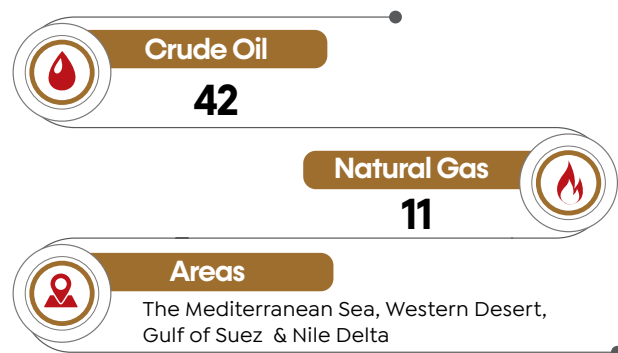 Crude Oil
42
Natural Gas
11
Areas
The Mediterranean Sea, Western Desert,
Gulf of Suez & Nile Delta